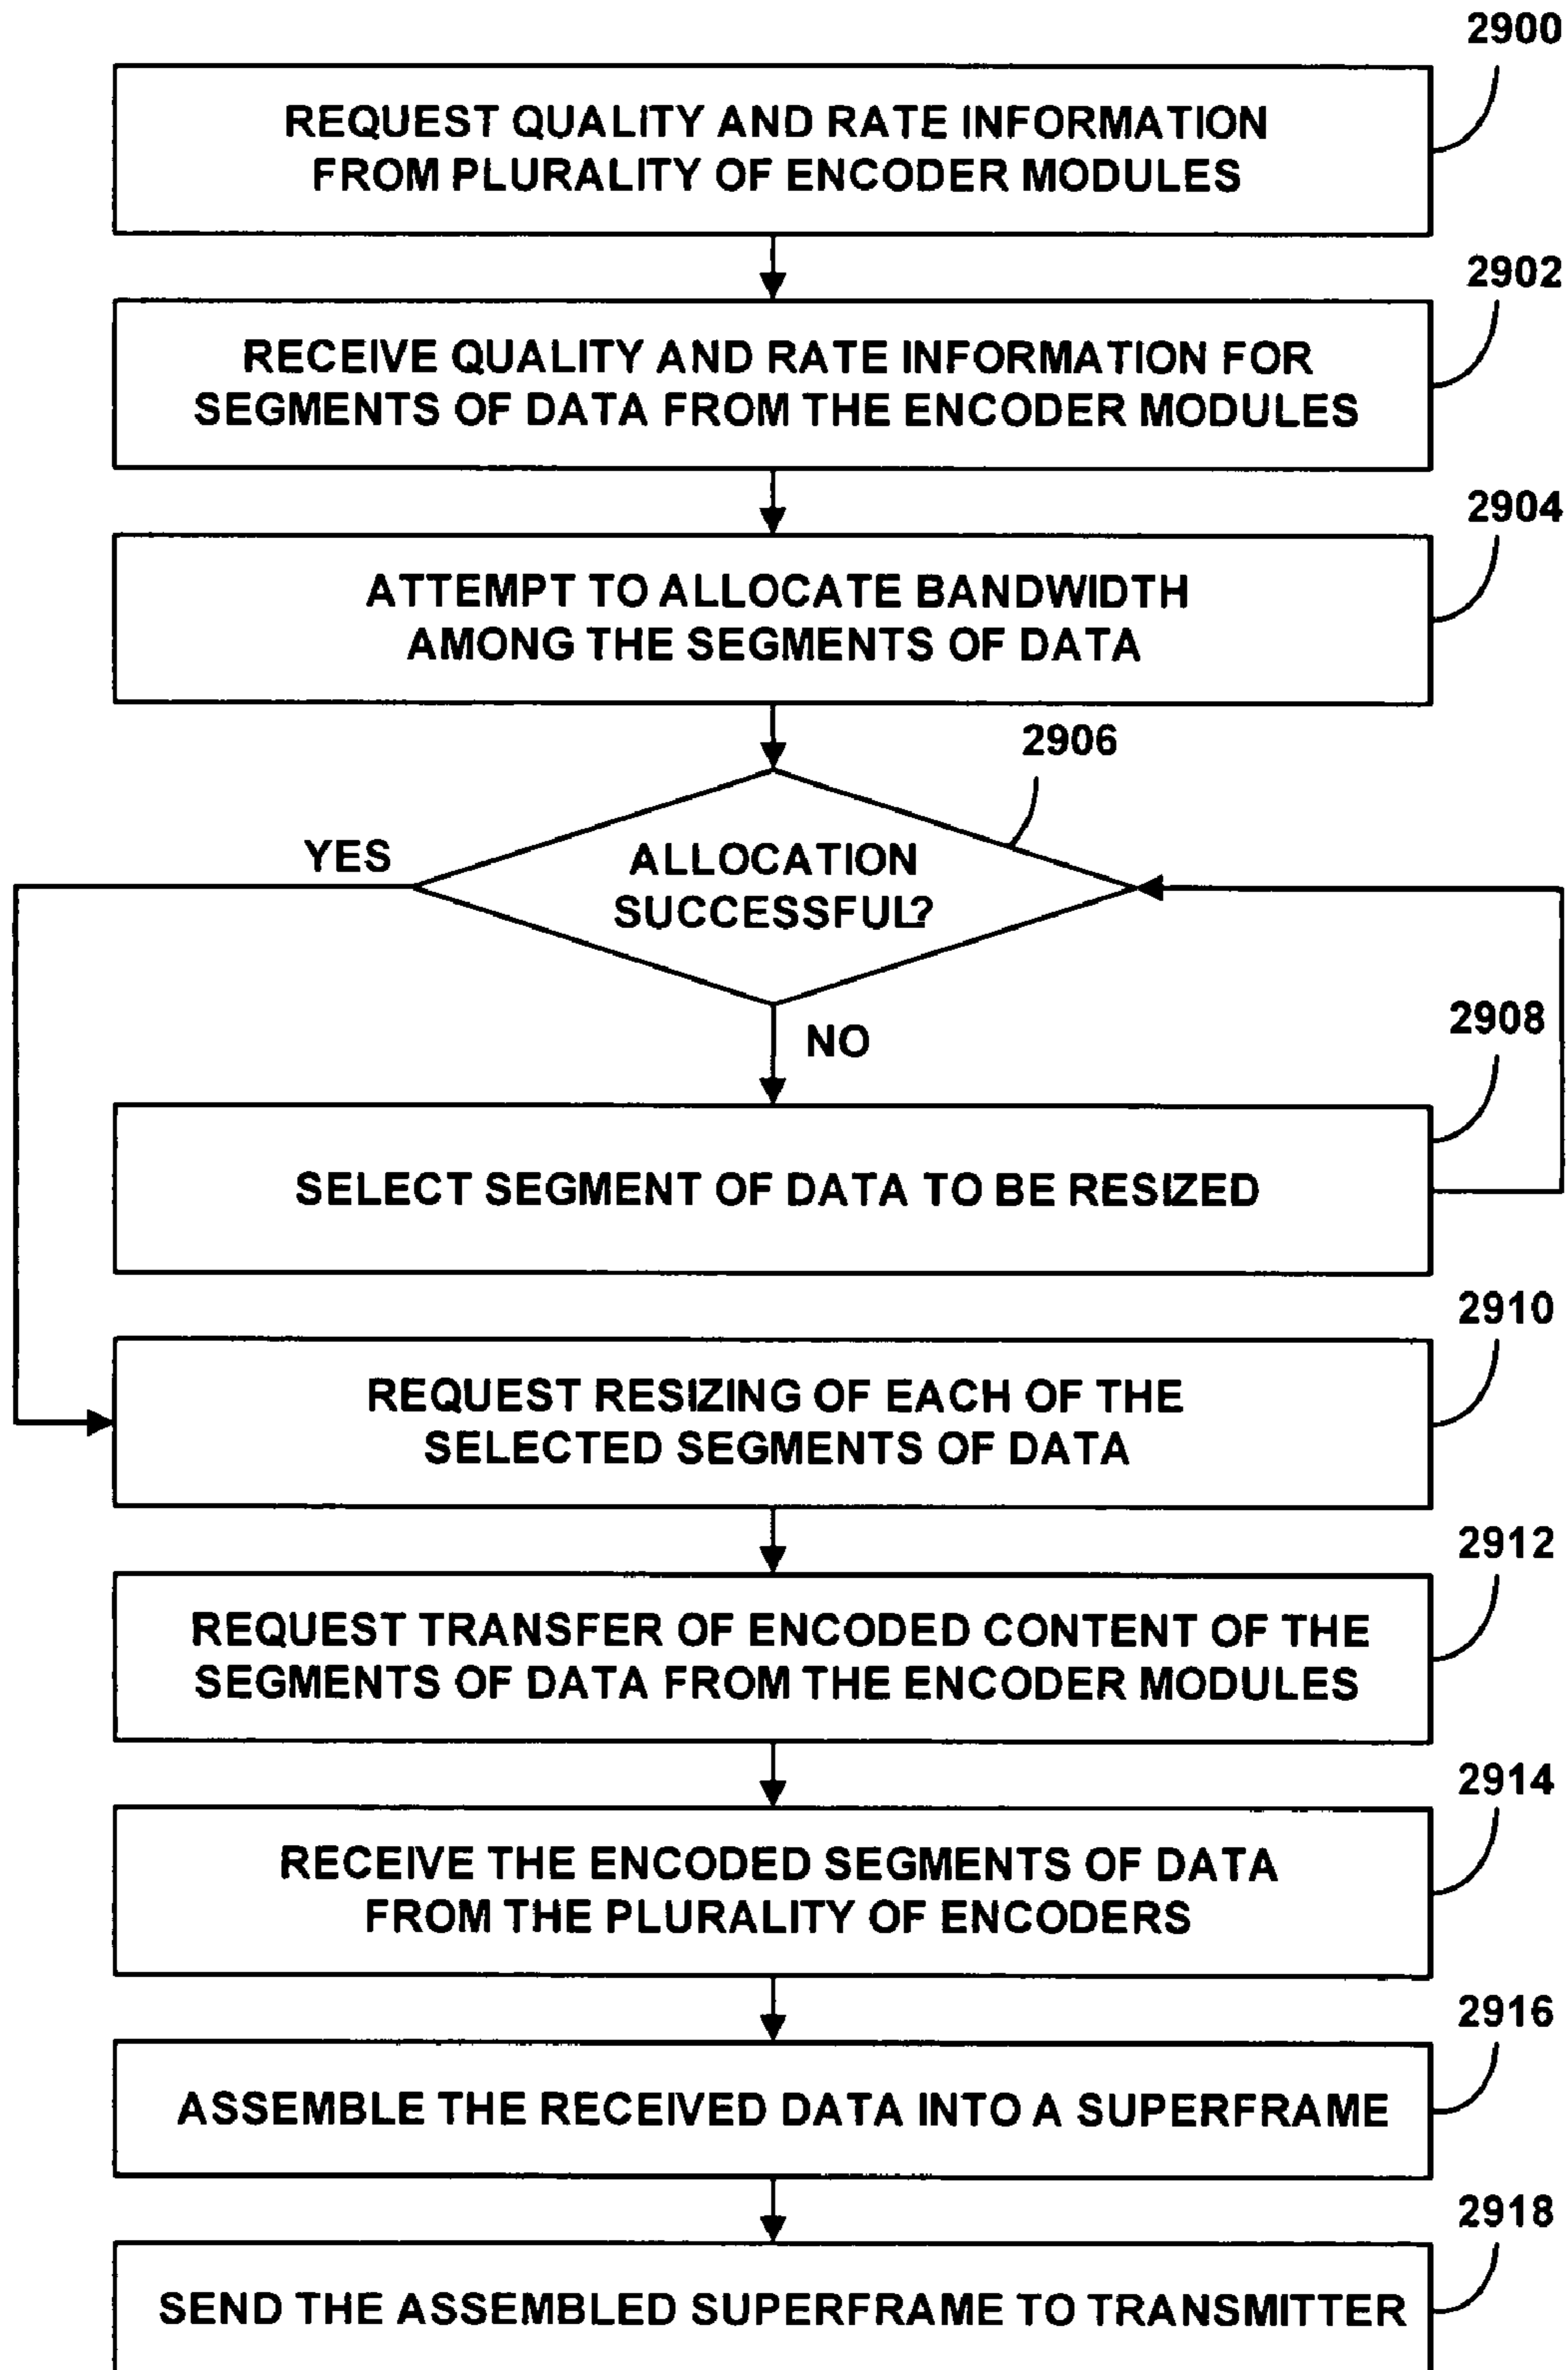 2900
REQUEST QUALITY AND RATE INFORMATION
FROM PLURALITY OF ENCODER MODULES
2902
RECEIVE QUALITY AND RATE INFORMATION FOR
SEGMENTS OF DATA FROM THE ENCODER MODULES
2904
ATTEMPT TO ALLOCATE BANDWIDTH
AMONG THE SEGMENTS OF DATA
2906
YES
ALLOCATION
SUCCESSFUL?
NO
2908
SELECT SEGMENT OF DATA TO BE RESIZED
2910
REQUEST RESIZING OF EACH OF THE
SELECTED SEGMENTS OF DATA
2912
REQUEST TRANSFER OF ENCODED CONTENT OF THE
SEGMENTS OF DATA FROM THE ENCODER MODULES
2914
RECEIVE THE ENCODED SEGMENTS OF DATA
FROM THE PLURALITY OF ENCODERS
2916
ASSEMBLE THE RECEIVED DATA INTO A SUPERFRAME
2918
SEND THE ASSEMBLED SUPERFRAME TO TRANSMITTER